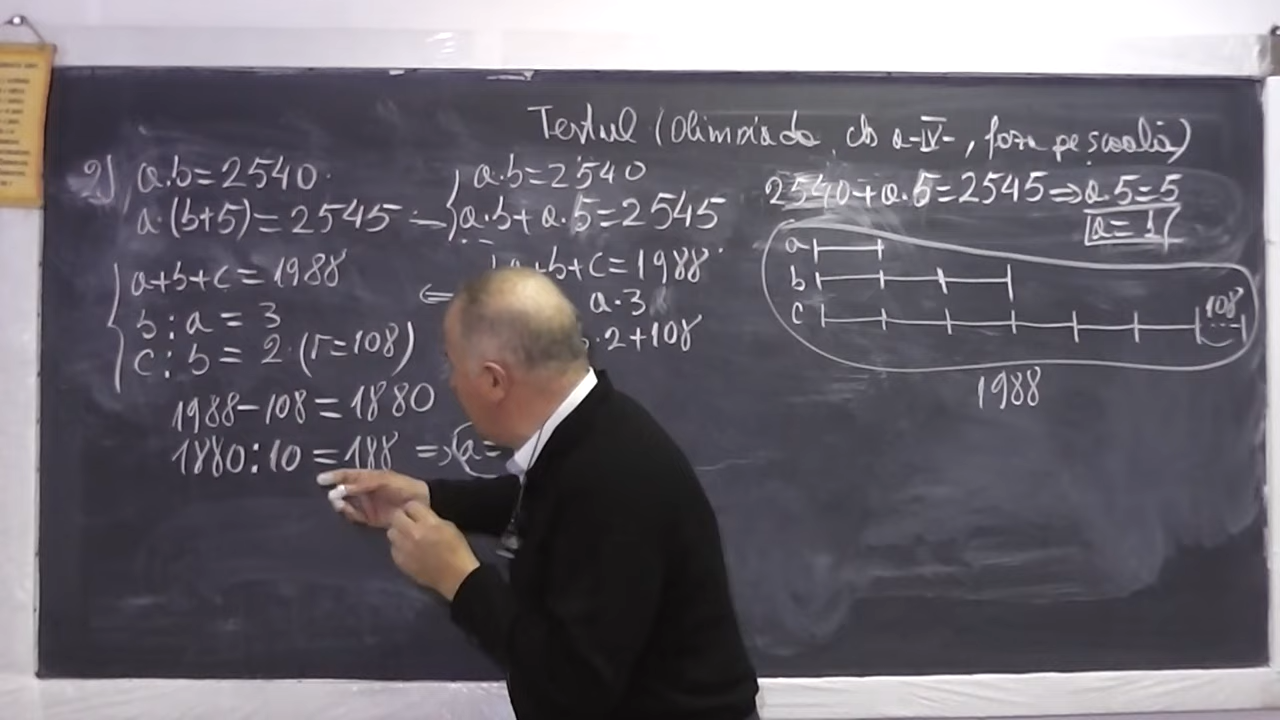 Textul (Olimpiada, cls a-IV-, faza pe școală)
2) a·b=2540
a·(b+5)=2545
a·b=2540
a·b+a·5=2545
2540+a·5=2545⇒a·5=5
a=1
a+b+c=1988
b:a=3
c:b=2·(r=108)
⇐
+b+c=1988
a·3
·2+108
1988-108=1880
1880:10=188 ⇒ a=
a
b
c
108
1988